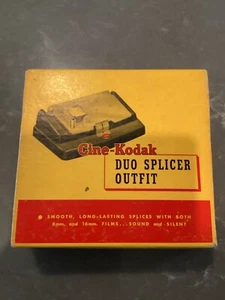 Cine-Kodak
DUO SPLICER
OUTFIT
SMOOTH, LONG-LASTING SPLICES WITH BOTH
8mm. and 16mm. FILMS...SOUND and SILENT